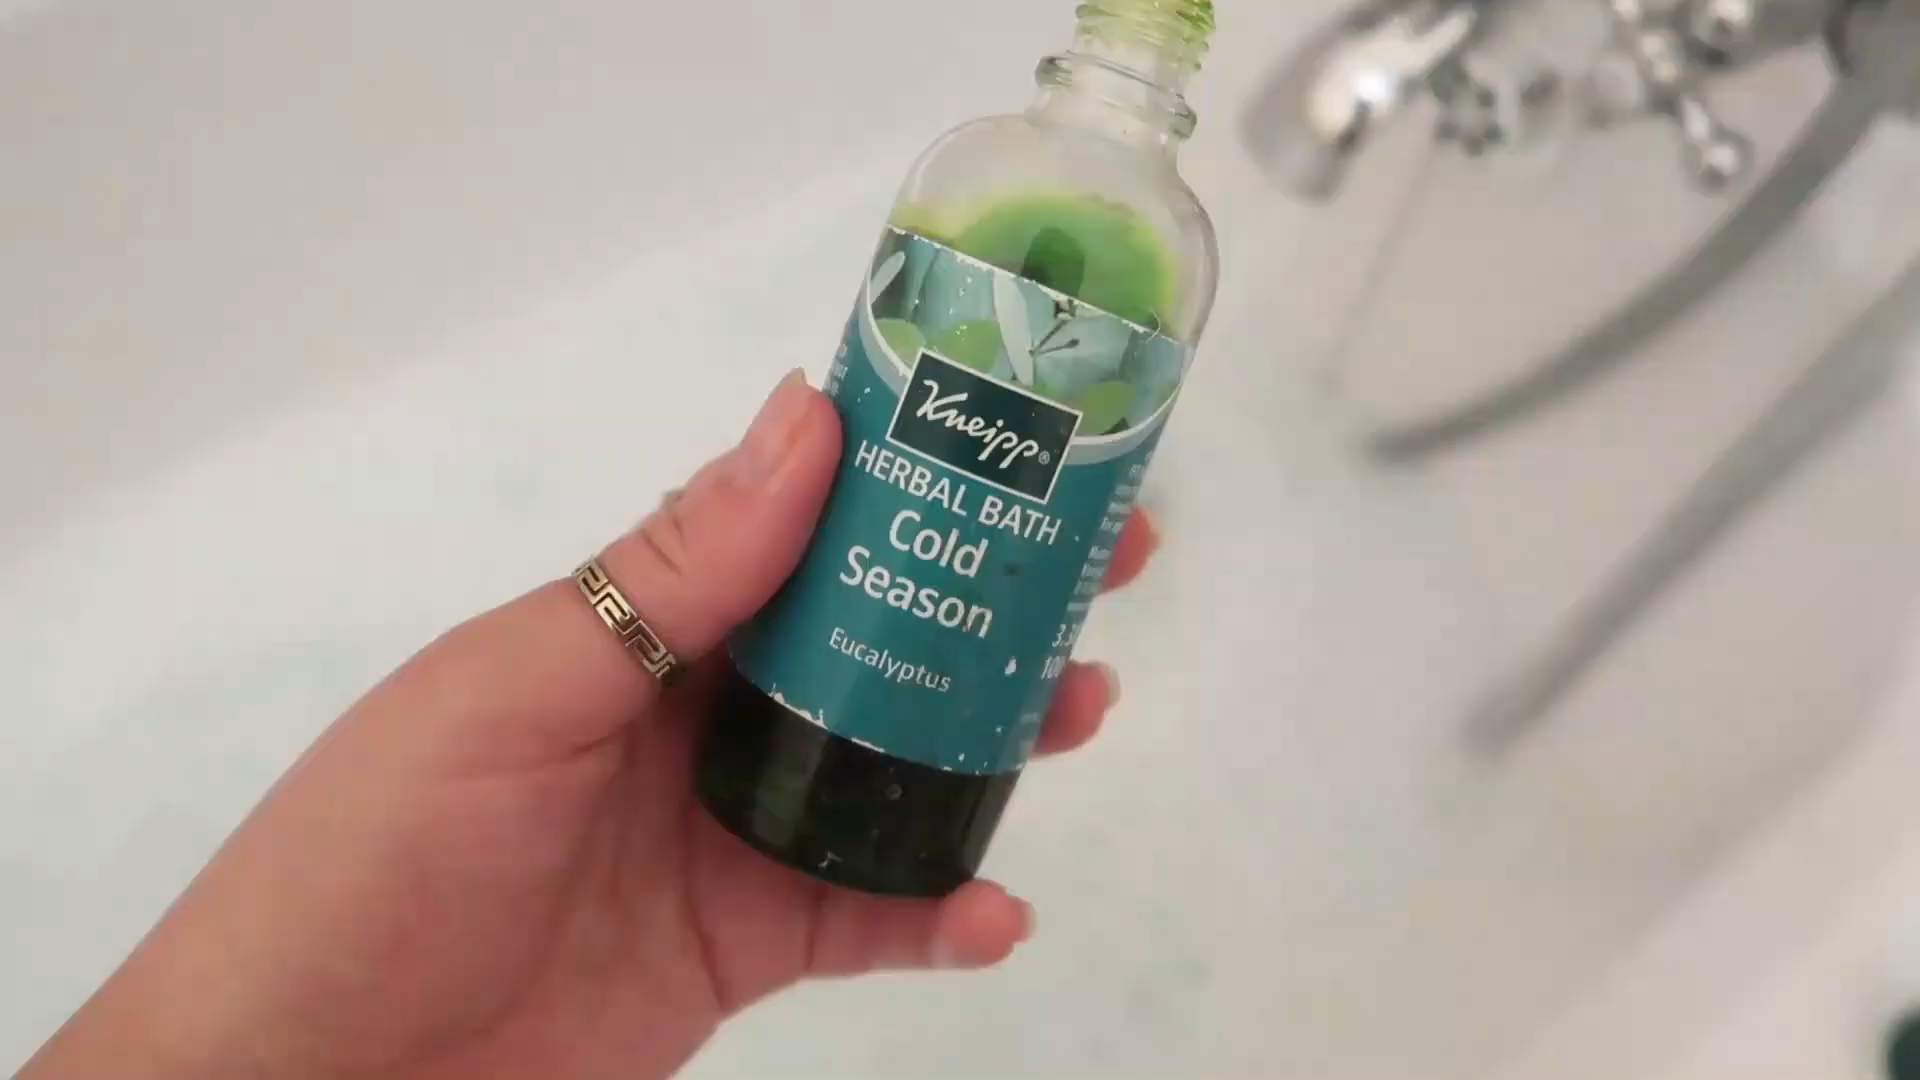 Kneipp®
HERBAL BATH
Cold
Season
Eucalyptus